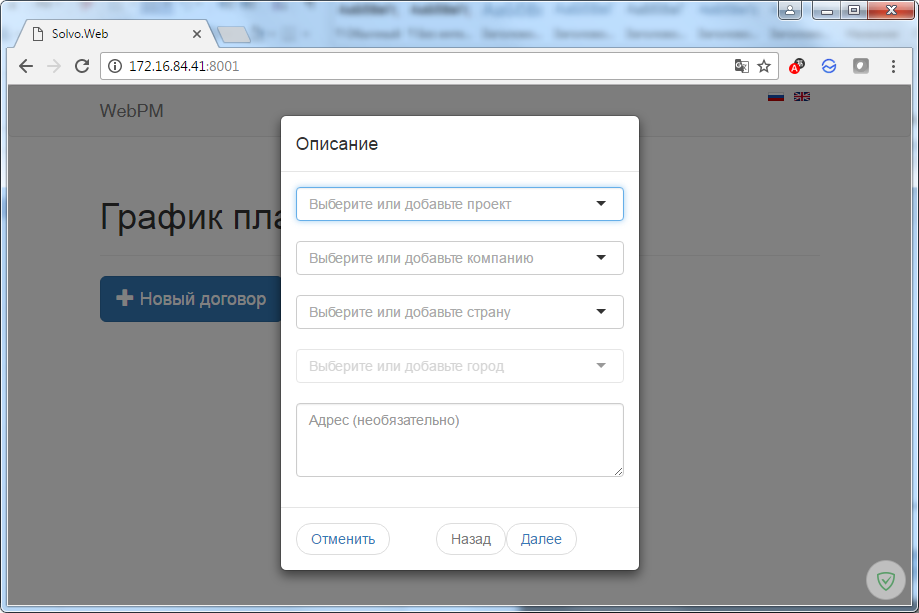 Solvo.Web
172.16.84.41:8001
WebPM
Описание
Выберите или добавьте проект
График пла
Выберите или добавьте компанию
Новый договор
Выберите или добавьте страну
Выберите или добавьте город
Адрес (необязательно)
Отменить
Назад
Далее